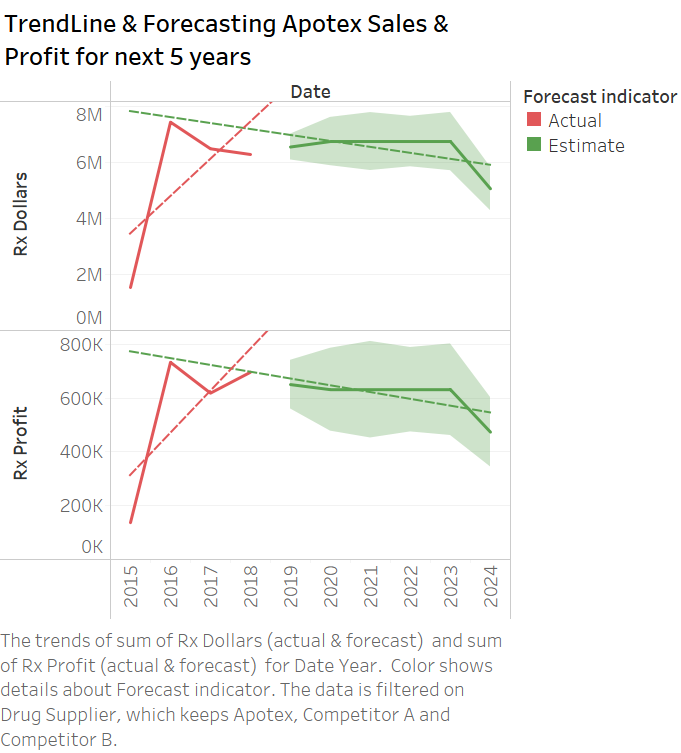 TrendLine & Forecasting Apotex Sales &
Profit for next 5 years
Date
Forecast indicator
Actual
Estimate
Rx Dollars
8M
6M
4M
2M
0M
Rx Profit
800K
600K
400K
200K
0K
2015
2016
2017
2018
2019
2020
2021
2022
2023
2024
The trends of sum of Rx Dollars (actual & forecast) and sum
of Rx Profit (actual & forecast) for Date Year. Color shows
details about Forecast indicator. The data is filtered on
Drug Supplier, which keeps Apotex, Competitor A and
Competitor B.